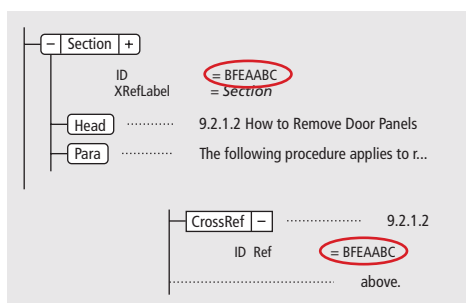 − Section +
ID = BFEAABC
XRefLabel = Section
Head ............ 9.2.1.2 How to Remove Door Panels
Para ............ The following procedure applies to r...
CrossRef − ................... 9.2.1.2
ID Ref = BFEAABC
.......................................... above.